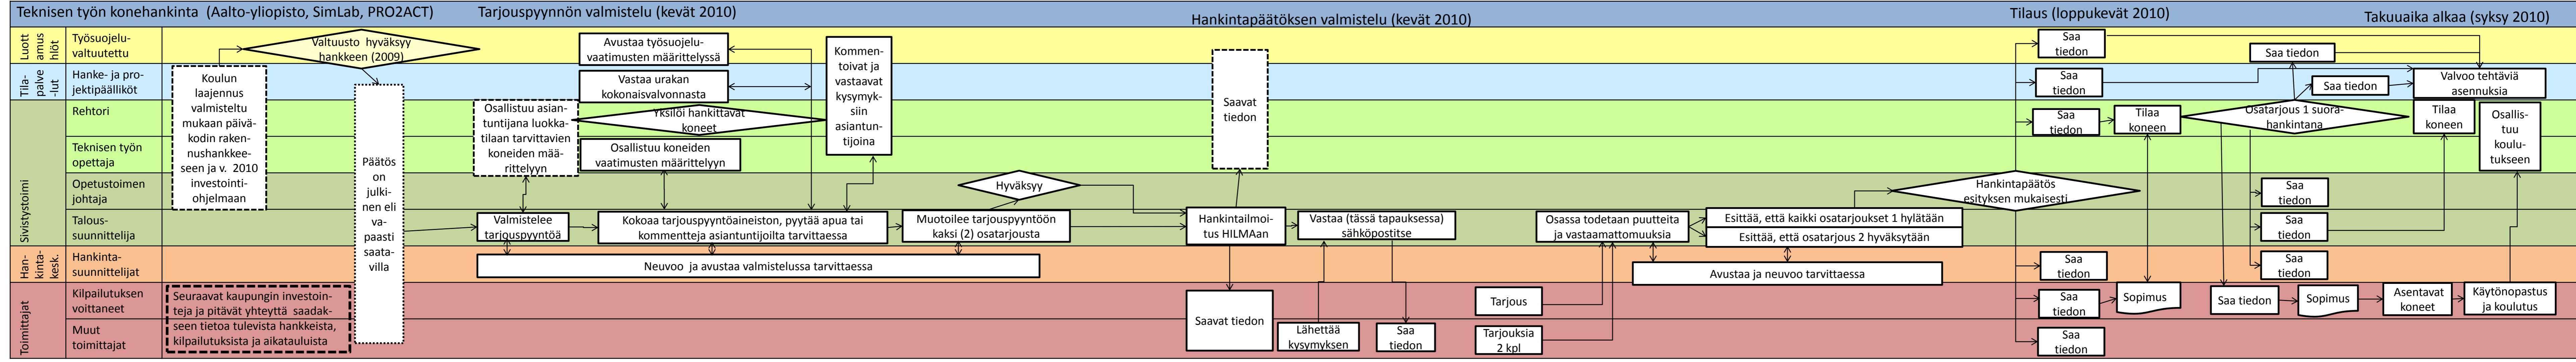 Teknisen työn konehankinta (Aalto-yliopisto, SimLab, PRO2ACT)
Tarjouspyynnön valmistelu (kevät 2010)
Hankintapäätöksen valmistelu (kevät 2010)
Tilaus (loppukevät 2010)
Takuuaika alkaa (syksy 2010)
Luott
amus
hlöt
Työsuojelu-
valtuutettu
Tila-
palve
-lut
Hanke- ja pro-
jektipäälliköt
Sivistystoimi
Rehtori
Teknisen työn
opettaja
Opetustoimen
johtaja
Talous-
suunnittelija
Han-
kinta-
kesk.
Hankinta-
suunnittelijat
Toimittajat
Kilpailutuksen
voittaneet
Muut
toimittajat
Koulun
laajennus
valmisteltu
mukaan päivä-
kodin raken-
nushankkee-
seen ja v. 2010
investointi-
ohjelmaan
Valtuusto hyväksyy
hankkeen (2009)
Seuraavat kaupungin investoin-
teja ja pitävät yhteyttä saadak-
seen tietoa tulevista hankkeista,
kilpailutuksista ja aikatauluista
Päätös
on
julki-
nen eli
va-
paasti
saata-
villa
Osallistuu asian-
tuntijana luokka-
tilaan tarvittavien
koneiden mää-
rittelyyn
Avustaa työsuojelu-
vaatimusten määrittelyssä
Vastaa urakan
kokonaisvalvonnasta
Yksilöi hankittavat
koneet
Osallistuu koneiden
vaatimusten määrittelyyn
Kommen-
toivat ja
vastaavat
kysymyk-
siin
asiantun-
tijoina
Valmistelee
tarjouspyyntöä
Kokoaa tarjouspyyntöaineiston, pyytää apua tai
kommentteja asiantuntijoilta tarvittaessa
Hyväksyy
Muotoilee tarjouspyyntöön
kaksi (2) osatarjousta
Neuvoo ja avustaa valmistelussa tarvittaessa
Saavat
tiedon
Hankintailmoi-
tus HILMAan
Vastaa (tässä tapauksessa)
sähköpostitse
Saavat tiedon
Lähettää
kysymyksen
Saa
tiedon
Tarjous
Tarjouksia
2 kpl
Osassa todetaan puutteita
ja vastaamattomuuksia
Esittää, että kaikki osatarjoukset 1 hylätään
Esittää, että osatarjous 2 hyväksytään
Avustaa ja neuvoo tarvittaessa
Hankintapäätös
esityksen mukaisesti
Saa
tiedon
Saa
tiedon
Saa
tiedon
Tilaa
koneen
Saa
tiedon
Saa
tiedon
Saa
tiedon
Sopimus
Osatarjous 1 suora-
hankintana
Saa tiedon
Saa tiedon
Valvoo tehtäviä
asennuksia
Tilaa
koneen
Osallis-
tuu
koulu-
tukseen
Saa
tiedon
Saa
tiedon
Saa
tiedon
Saa tiedon
Sopimus
Asentavat
koneet
Käytönopastus
ja koulutus